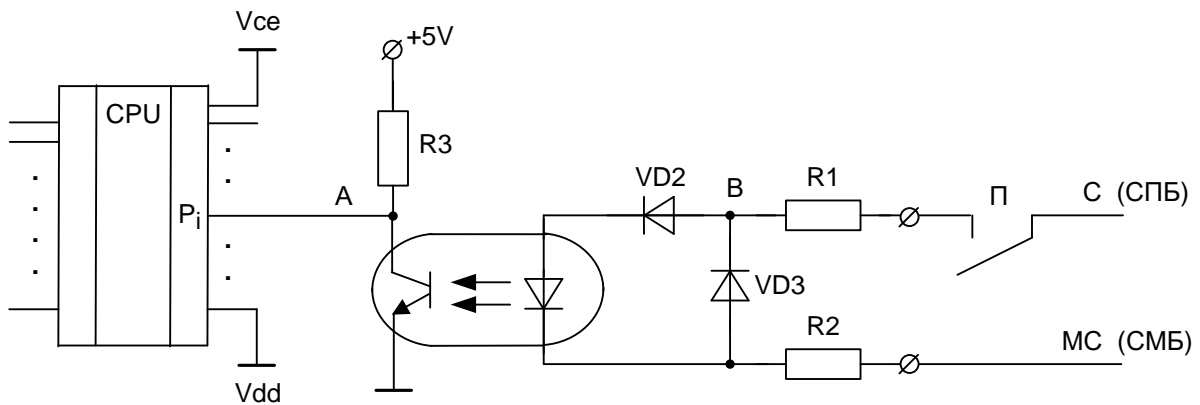 Vce
+5V
CPU
R3
VD2
B
R1
П
С (СПБ)
A
Pi
VD3
R2
МС (СМБ)
Vdd